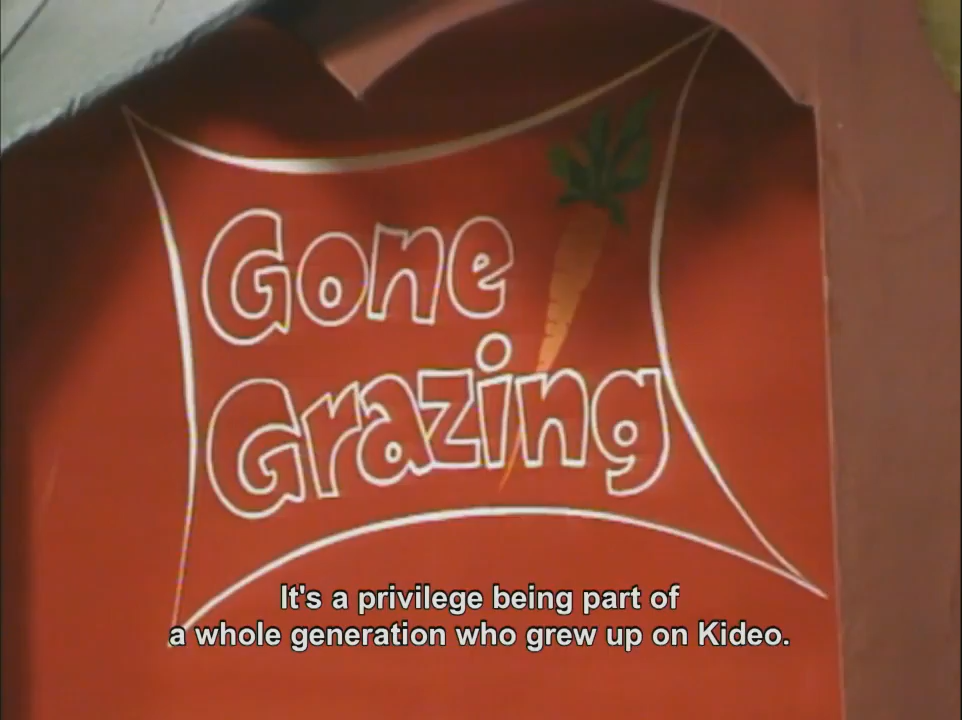 Gone
Grazing
It's a privilege being part of
a whole generation who grew up on Kideo.